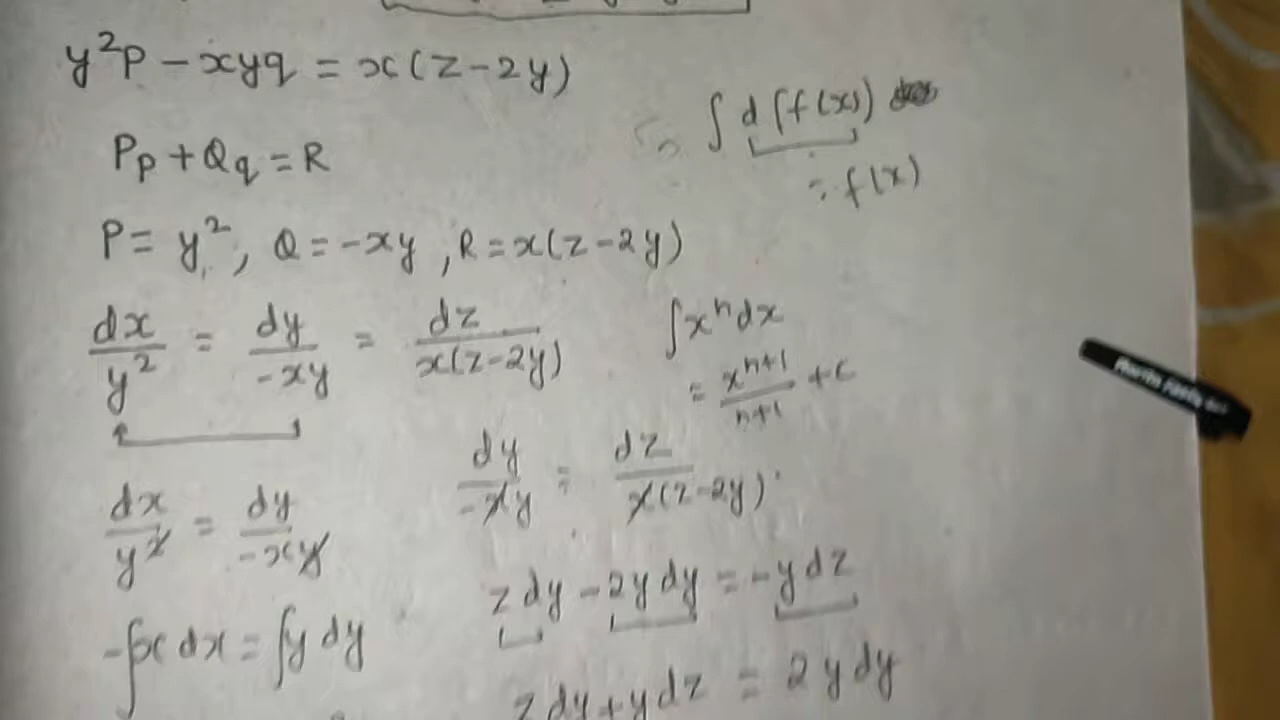 y²p - xyq = x(z-2y)
∫ d(f(x))
= f(x)
Pp + Qq = R
P = y², Q = -xy, R = x(z-2y)
dx/y² = dy/-xy = dz/x(z-2y)
∫xⁿdx
= xⁿ⁺¹/n+1 + c
dx/y² = dy/-xy
-∫x dx = ∫y dy
dy/-xy = dz/x(z-2y)
z dy - 2y dy = -y dz
z dy + y dz = 2y dy